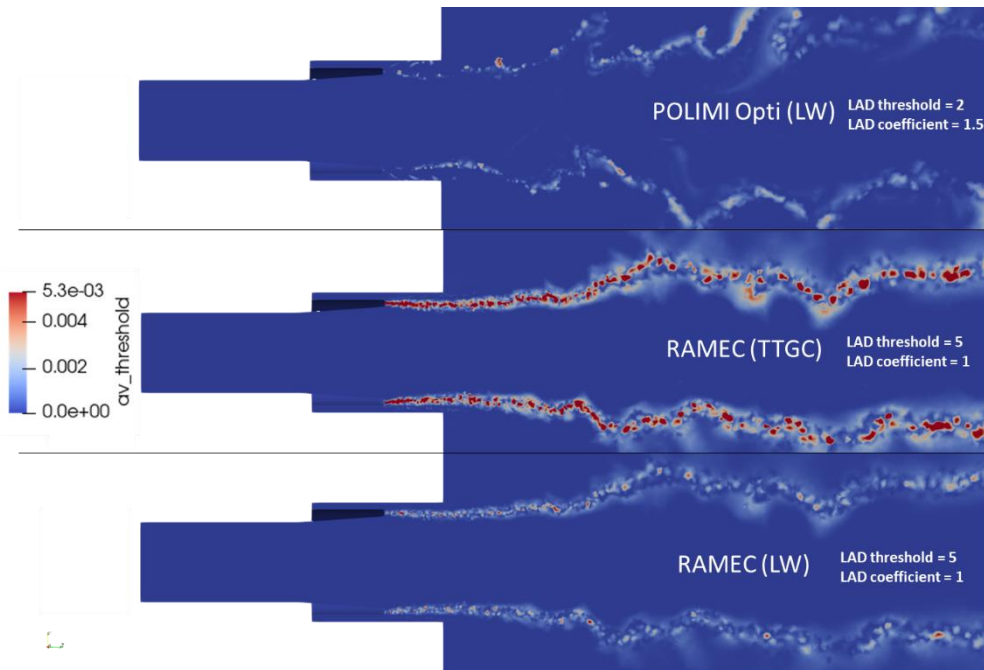 POLIMI Opti (LW)
LAD threshold = 2
LAD coefficient = 1.5
5.3e-03
0.004
0.002
0.0e+00
av_threshold
RAMEC (TTGC)
LAD threshold = 5
LAD coefficient = 1
RAMEC (LW)
LAD threshold = 5
LAD coefficient = 1